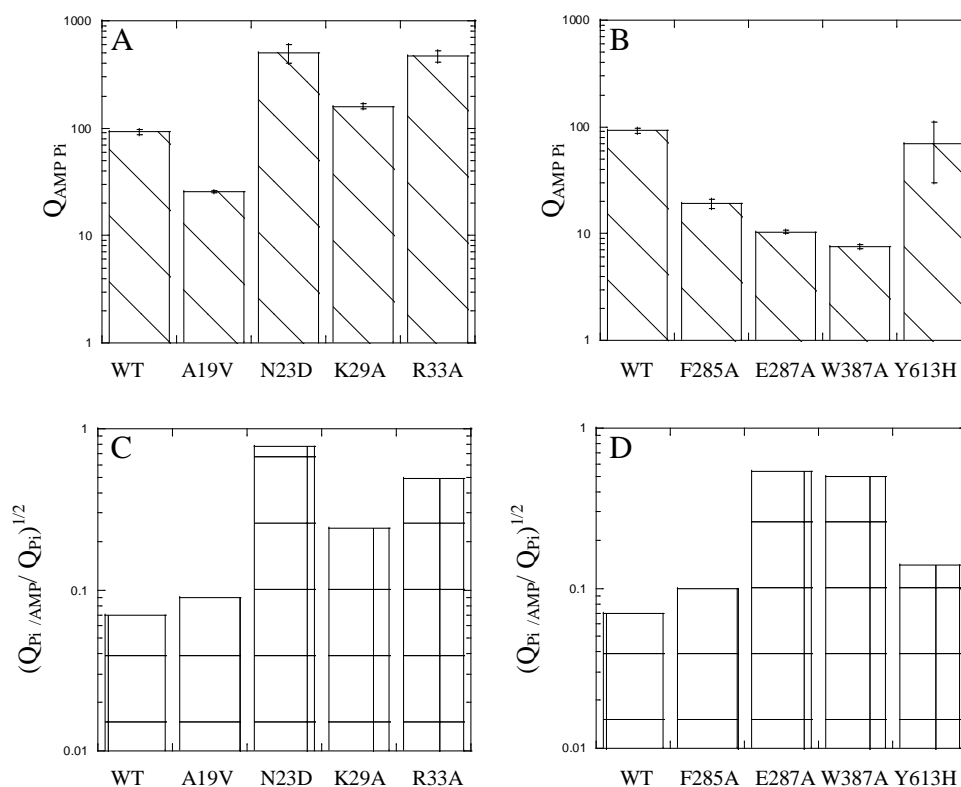 A
1000
100
10
1
Q_AMP Pi
WT A19V N23D K29A R33A
B
1000
100
10
1
Q_AMP Pi
WT F285A E287A W387A Y613H
C
1
0.1
0.01
(Q_Pi /AMP/ Q_Pi)^1/2
WT A19V N23D K29A R33A
D
1
0.1
0.01
(Q_Pi /AMP/ Q_Pi)^1/2
WT F285A E287A W387A Y613H